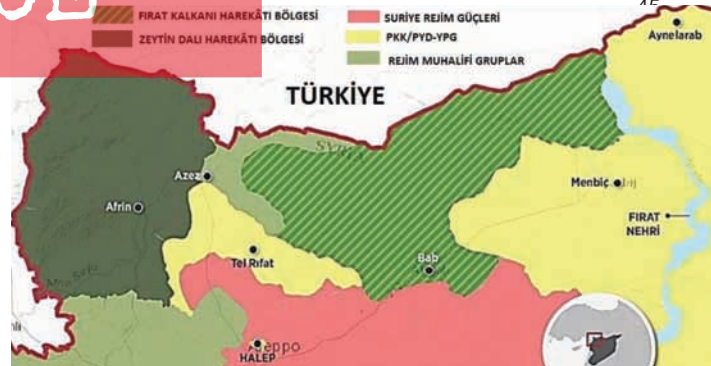 FIRAT KALKANI HAREKÂTI BÖLGESİ
ZEYTİN DALI HAREKÂTI BÖLGESİ
SURİYE REJİM GÜÇLERİ
PKK/PYD-YPG
REJİM MUHALİFİ GRUPLAR
TÜRKİYE
Aynelarab
Azez
Afrin
Menbiç
FIRAT
NEHRİ
Tel Rıfat
Bab
HALEP